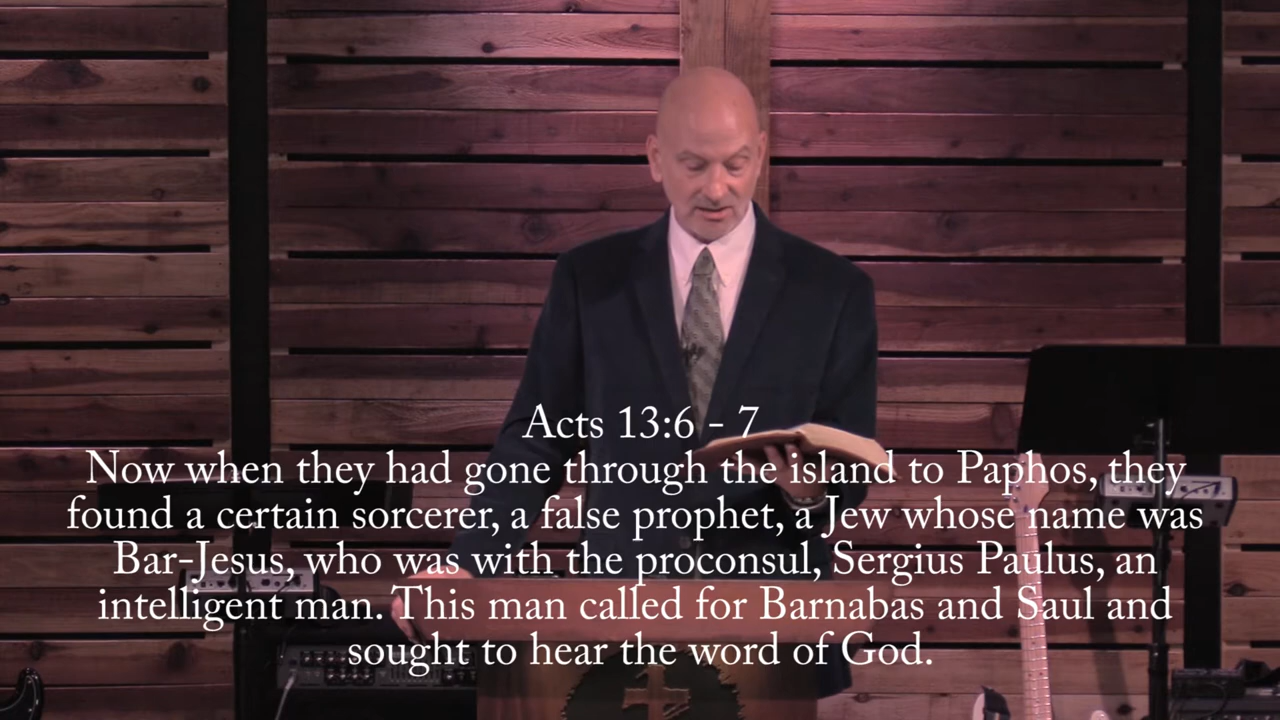 Acts 13:6 - 7
Now when they had gone through the island to Paphos, they
found a certain sorcerer, a false prophet, a Jew whose name was
Bar-Jesus, who was with the proconsul, Sergius Paulus, an
intelligent man. This man called for Barnabas and Saul and
sought to hear the word of God.